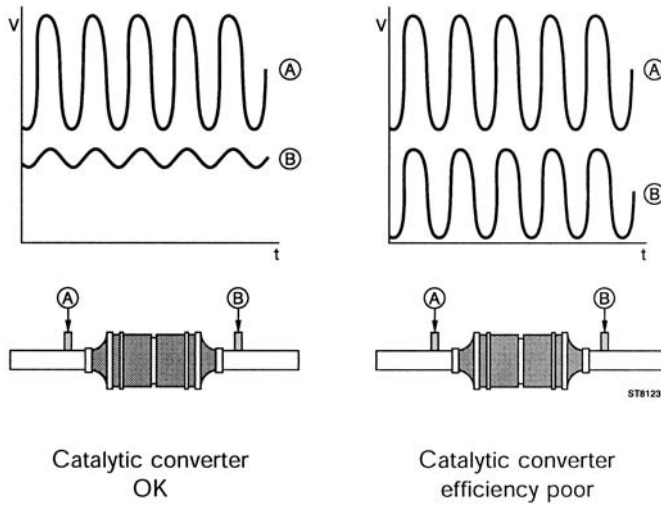 V
A
B
t
V
A
B
t
A
B
A
B
ST8123
Catalytic converter
OK
Catalytic converter
efficiency poor